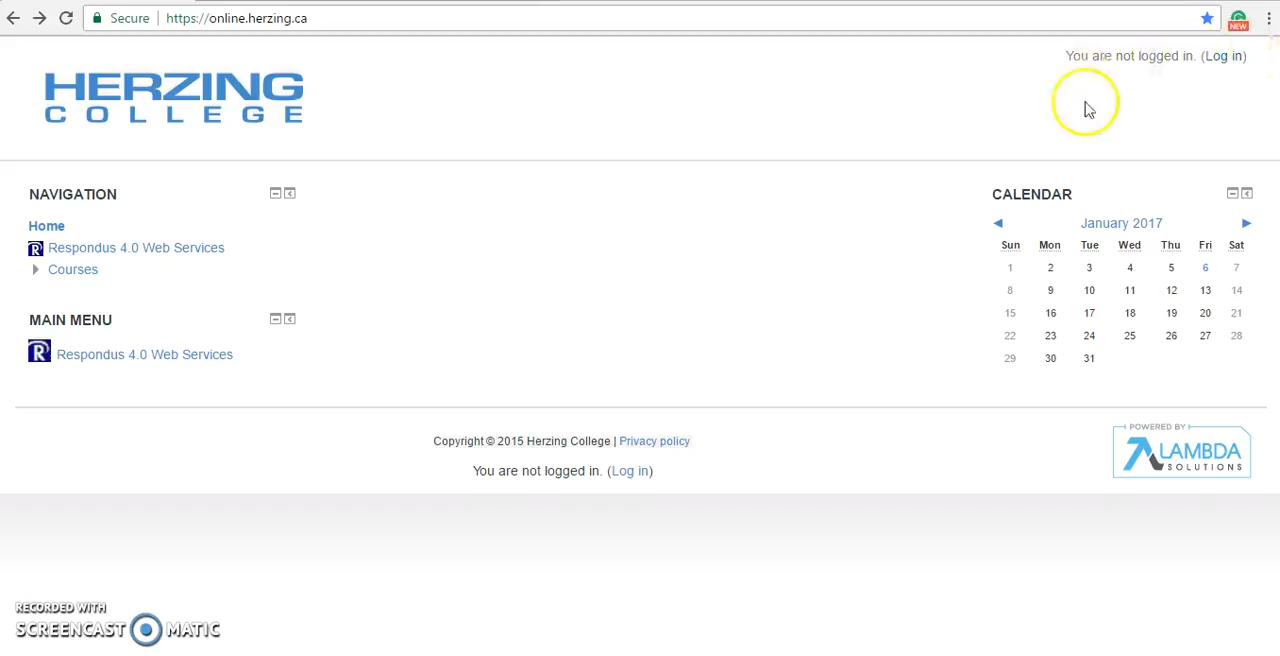 Secure | https://online.herzing.ca
NEW
You are not logged in. (Log in)
HERZING
COLLEGE
NAVIGATION
Home
R Respondus 4.0 Web Services
Courses
MAIN MENU
R Respondus 4.0 Web Services
CALENDAR
January 2017
Sun Mon Tue Wed Thu Fri Sat
1 2 3 4 5 6 7
8 9 10 11 12 13 14
15 16 17 18 19 20 21
22 23 24 25 26 27 28
29 30 31
Copyright © 2015 Herzing College | Privacy policy
You are not logged in. (Log in)
POWERED BY
LAMBDA
SOLUTIONS
RECORDED WITH
SCREENCAST MATIC